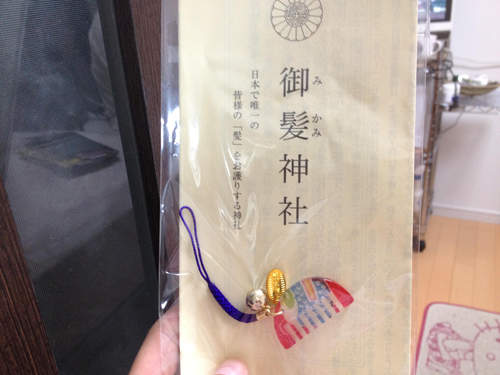 御髪神社
みかみ
日本で唯一の
皆様の「髪」をお護りする神社